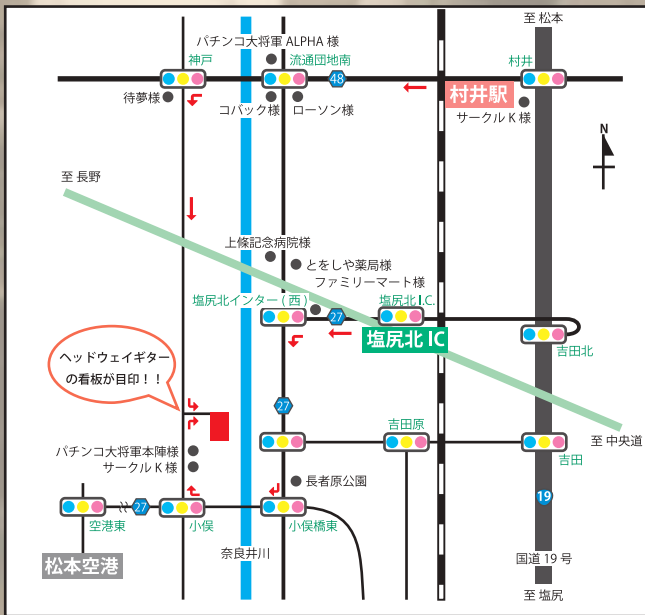 至 松本
パチンコ大将軍 ALPHA 様
神戸
流通団地南
村井
48
村井駅
待夢様
コバック様
ローソン様
サークル K 様
N
至 長野
上條記念病院様
とをしや薬局様
ファミリーマート様
塩尻北インター ( 西 )
塩尻北 I.C.
27
塩尻北 IC
吉田北
ヘッドウェイギター
の看板が目印！！
27
吉田原
至 中央道
吉田
パチンコ大将軍本陣様
サークル K 様
長者原公園
19
27
空港東
小俣
小俣橋東
奈良井川
松本空港
国道 19 号
至 塩尻